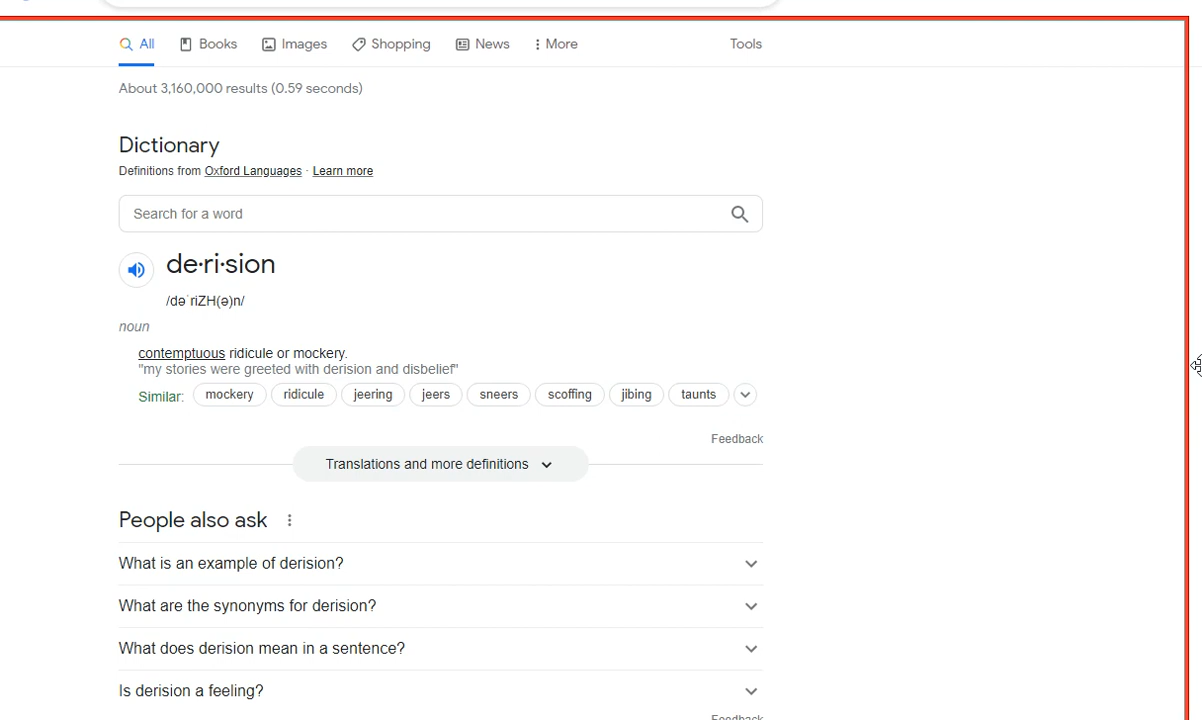 All Books Images Shopping News More Tools
About 3,160,000 results (0.59 seconds)
Dictionary
Definitions from Oxford Languages · Learn more
Search for a word
de·ri·sion
/dəˈriZH(ə)n/
noun
contemptuous ridicule or mockery.
"my stories were greeted with derision and disbelief"
Similar: mockery ridicule jeering jeers sneers scoffing jibing taunts
Feedback
Translations and more definitions
People also ask
What is an example of derision?
What are the synonyms for derision?
What does derision mean in a sentence?
Is derision a feeling?
Feedback